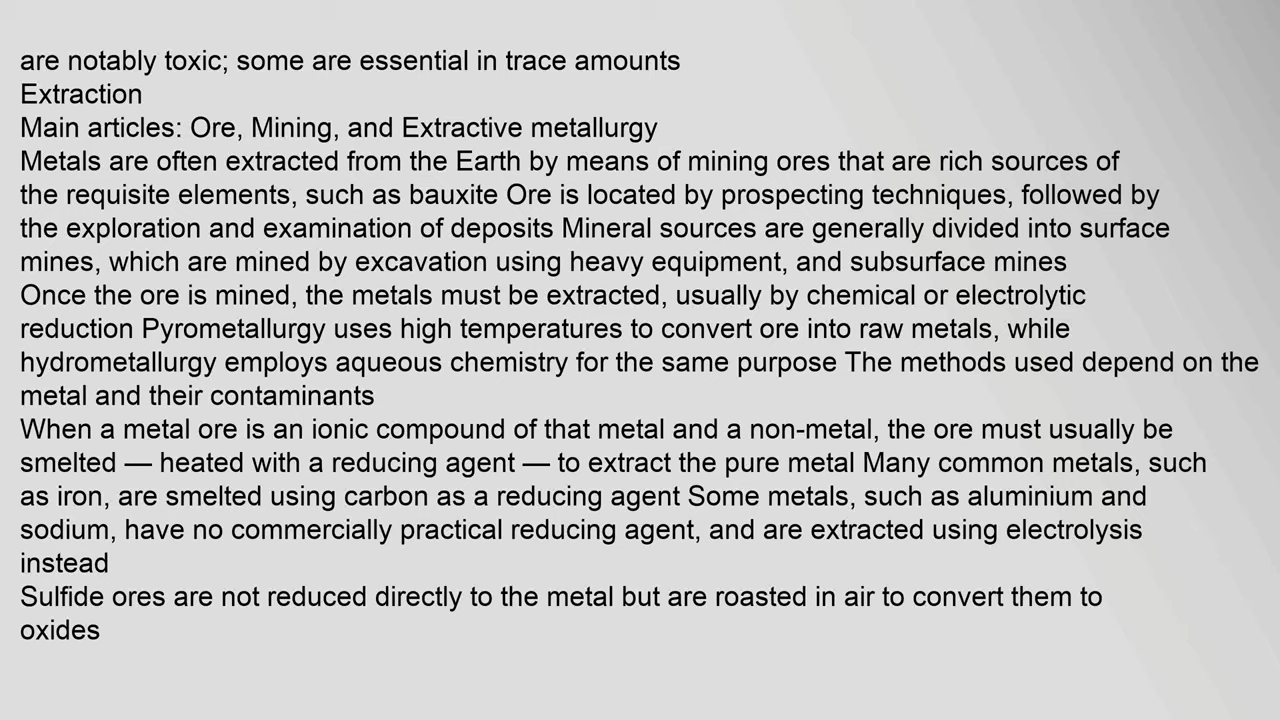 are notably toxic; some are essential in trace amounts
Extraction
Main articles: Ore, Mining, and Extractive metallurgy
Metals are often extracted from the Earth by means of mining ores that are rich sources of
the requisite elements, such as bauxite Ore is located by prospecting techniques, followed by
the exploration and examination of deposits Mineral sources are generally divided into surface
mines, which are mined by excavation using heavy equipment, and subsurface mines
Once the ore is mined, the metals must be extracted, usually by chemical or electrolytic
reduction Pyrometallurgy uses high temperatures to convert ore into raw metals, while
hydrometallurgy employs aqueous chemistry for the same purpose The methods used depend on the
metal and their contaminants
When a metal ore is an ionic compound of that metal and a non-metal, the ore must usually be
smelted — heated with a reducing agent — to extract the pure metal Many common metals, such
as iron, are smelted using carbon as a reducing agent Some metals, such as aluminium and
sodium, have no commercially practical reducing agent, and are extracted using electrolysis
instead
Sulfide ores are not reduced directly to the metal but are roasted in air to convert them to
oxides